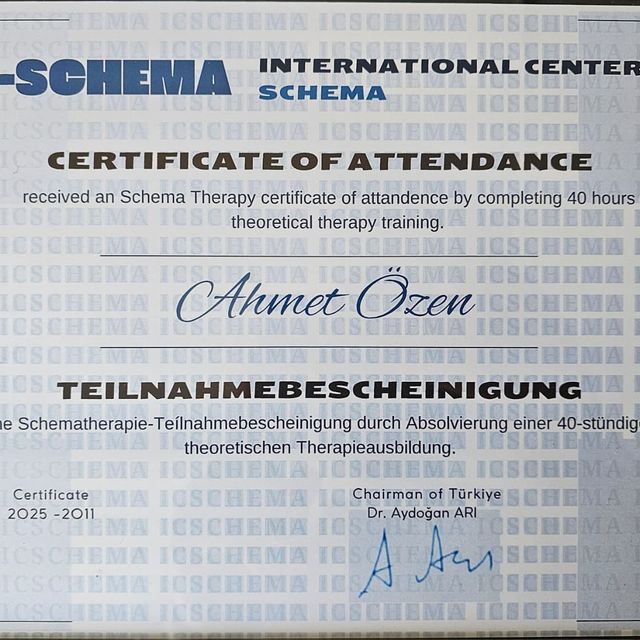 -SCHEMA
INTERNATIONAL CENTER
SCHEMA
CERTIFICATE OF ATTENDANCE
received an Schema Therapy certificate of attandence by completing 40 hours
theoretical therapy training.
Ahmet Özen
TEILNAHMEBESCHEINIGUNG
ne Schematherapie-Teilnahmebescheinigung durch Absolvierung einer 40-stündige
theoretischen Therapieausbildung.
Certificate
2025 -2011
Chairman of Türkiye
Dr. Aydoğan ARI